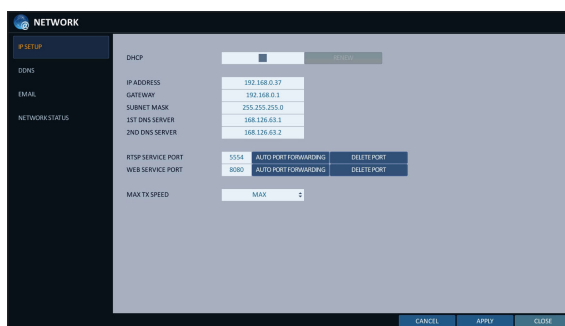 NETWORK
IP SETUP
DDNS
EMAIL
NETWORK STATUS
DHCP
IP ADDRESS 192.168.0.37
GATEWAY 192.168.0.1
SUBNET MASK 255.255.255.0
1ST DNS SERVER 168.126.63.1
2ND DNS SERVER 168.126.63.2
RTSP SERVICE PORT 5554 AUTO PORT FORWARDING DELETE PORT
WEB SERVICE PORT 8080 AUTO PORT FORWARDING DELETE PORT
MAX TX SPEED MAX
CANCEL APPLY CLOSE